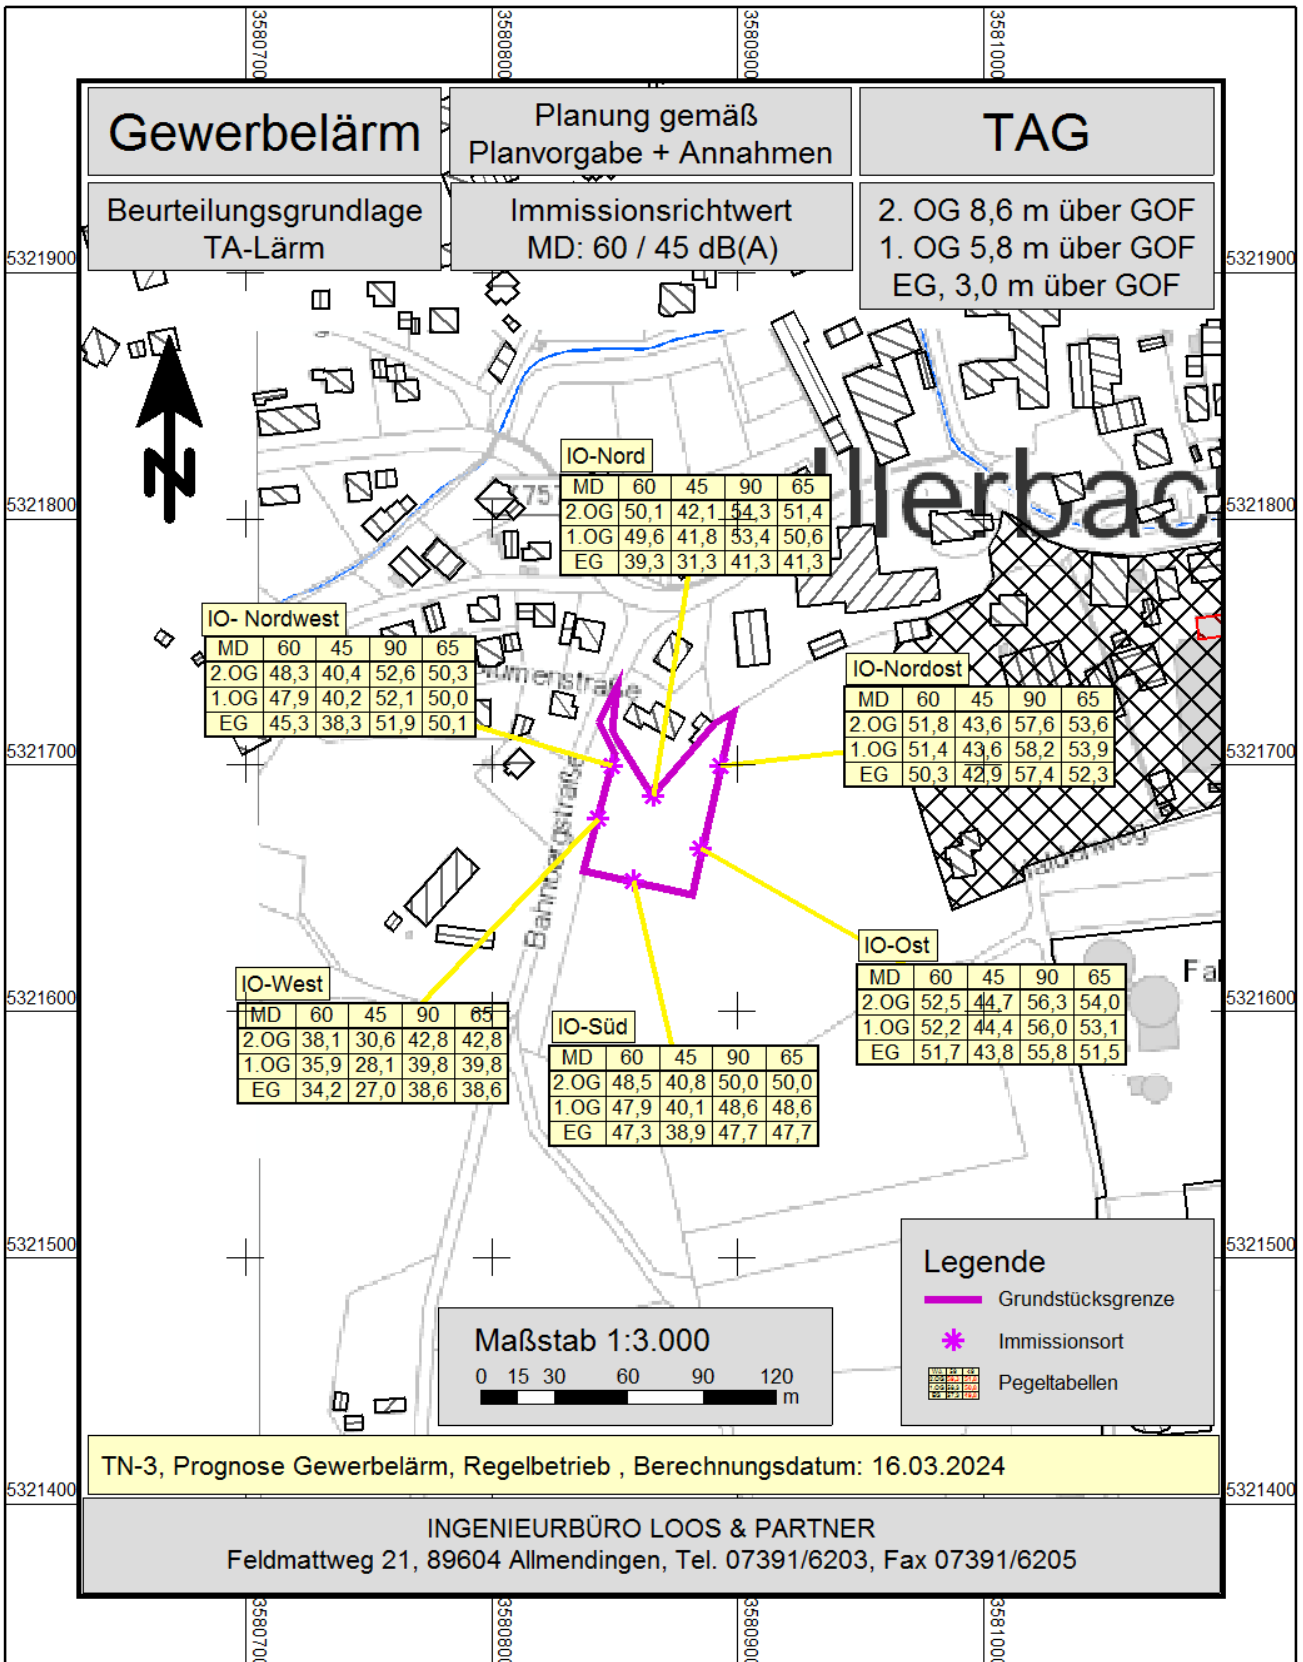 3580700
3580800
3580900
3581000
Gewerbelärm
Planung gemäß
Planvorgabe + Annahmen
TAG
Beurteilungsgrundlage
TA-Lärm
Immissionsrichtwert
MD: 60 / 45 dB(A)
2. OG 8,6 m über GOF
1. OG 5,8 m über GOF
EG, 3,0 m über GOF
5321900
5321900
N
IO-Nord
MD 60 45 90 65
2.OG 50,1 42,1 54,3 51,4
1.OG 49,6 41,8 53,4 50,6
EG 39,3 31,3 41,3 41,3
llerbac
5321800
5321800
IO- Nordwest
MD 60 45 90 65
2.OG 48,3 40,4 52,6 50,3
1.OG 47,9 40,2 52,1 50,0
EG 45,3 38,3 51,9 50,1
umenstraße
IO-Nordost
MD 60 45 90 65
2.OG 51,8 43,6 57,6 53,6
1.OG 51,4 43,6 58,2 53,9
EG 50,3 42,9 57,4 52,3
5321700
5321700
Bahnbergstraße
Haldenweg
IO-Ost
MD 60 45 90 65
2.OG 52,5 44,7 56,3 54,0
1.OG 52,2 44,4 56,0 53,1
EG 51,7 43,8 55,8 51,5
Fal
IO-West
MD 60 45 90 65
2.OG 38,1 30,6 42,8 42,8
1.OG 35,9 28,1 39,8 39,8
EG 34,2 27,0 38,6 38,6
5321600
5321600
IO-Süd
MD 60 45 90 65
2.OG 48,5 40,8 50,0 50,0
1.OG 47,9 40,1 48,6 48,6
EG 47,3 38,9 47,7 47,7
5321500
5321500
Legende
Grundstücksgrenze
Immissionsort
Pegeltabellen
Maßstab 1:3.000
0 15 30 60 90 120
m
TN-3, Prognose Gewerbelärm, Regelbetrieb , Berechnungsdatum: 16.03.2024
5321400
5321400
INGENIEURBÜRO LOOS & PARTNER
Feldmattweg 21, 89604 Allmendingen, Tel. 07391/6203, Fax 07391/6205
3580700
3580800
3580900
3581000